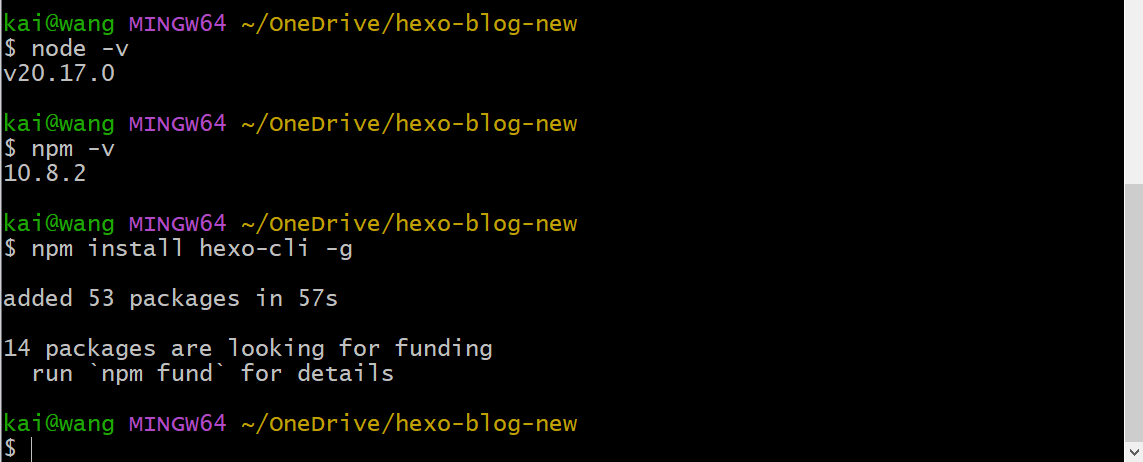 kai@wang MINGW64 ~/OneDrive/hexo-blog-new
$ node -v
v20.17.0
kai@wang MINGW64 ~/OneDrive/hexo-blog-new
$ npm -v
10.8.2
kai@wang MINGW64 ~/OneDrive/hexo-blog-new
$ npm install hexo-cli -g
added 53 packages in 57s
14 packages are looking for funding
  run `npm fund` for details
kai@wang MINGW64 ~/OneDrive/hexo-blog-new
$